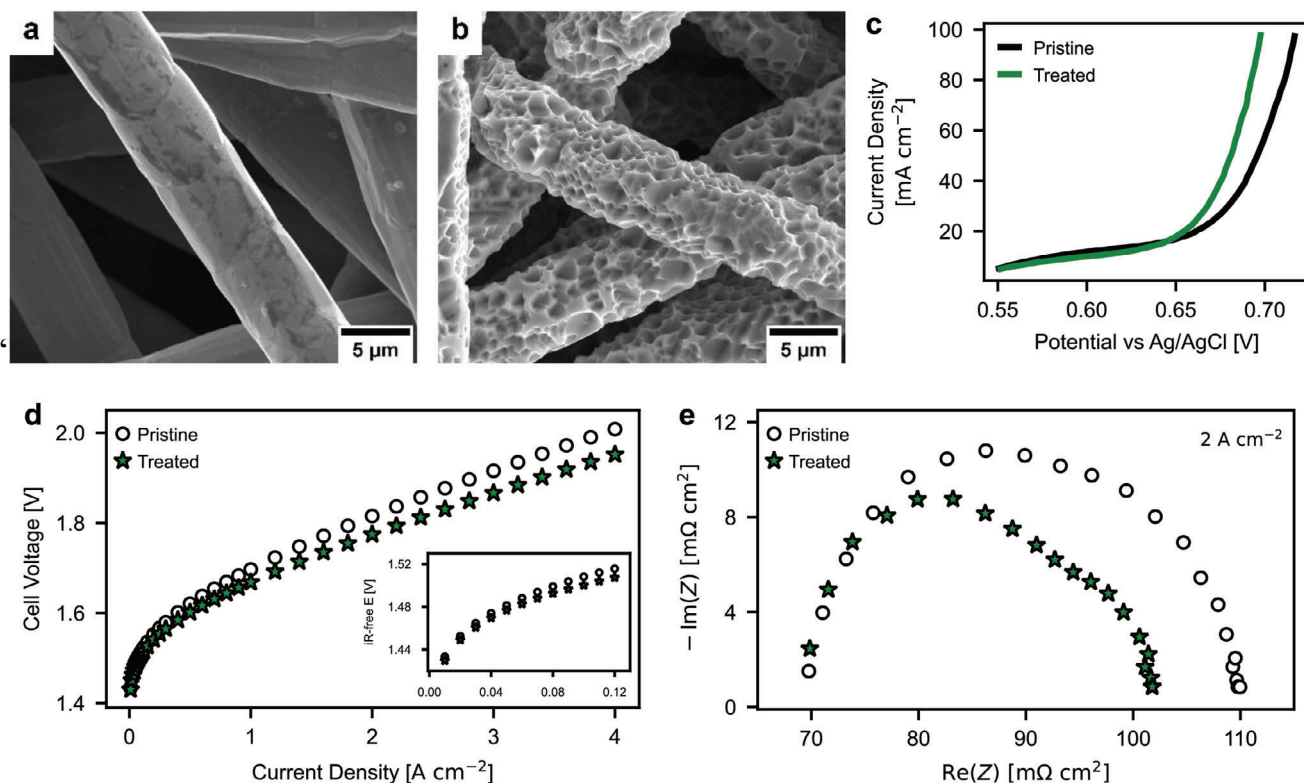 a
5 µm
b
5 µm
c
Pristine
Treated
Current Density
[mA cm⁻²]
100
80
60
40
20
0.55
0.60
0.65
0.70
Potential vs Ag/AgCl [V]
‘
d
Pristine
Treated
Cell Voltage [V]
2.0
1.8
1.6
1.4
0
1
2
3
4
Current Density [A cm⁻²]
iR-free E [V]
1.52
1.48
1.44
0.00
0.04
0.08
0.12
e
Pristine
Treated
2 A cm⁻²
−Im(Z) [mΩ cm²]
12
8
4
0
70
80
90
100
110
Re(Z) [mΩ cm²]